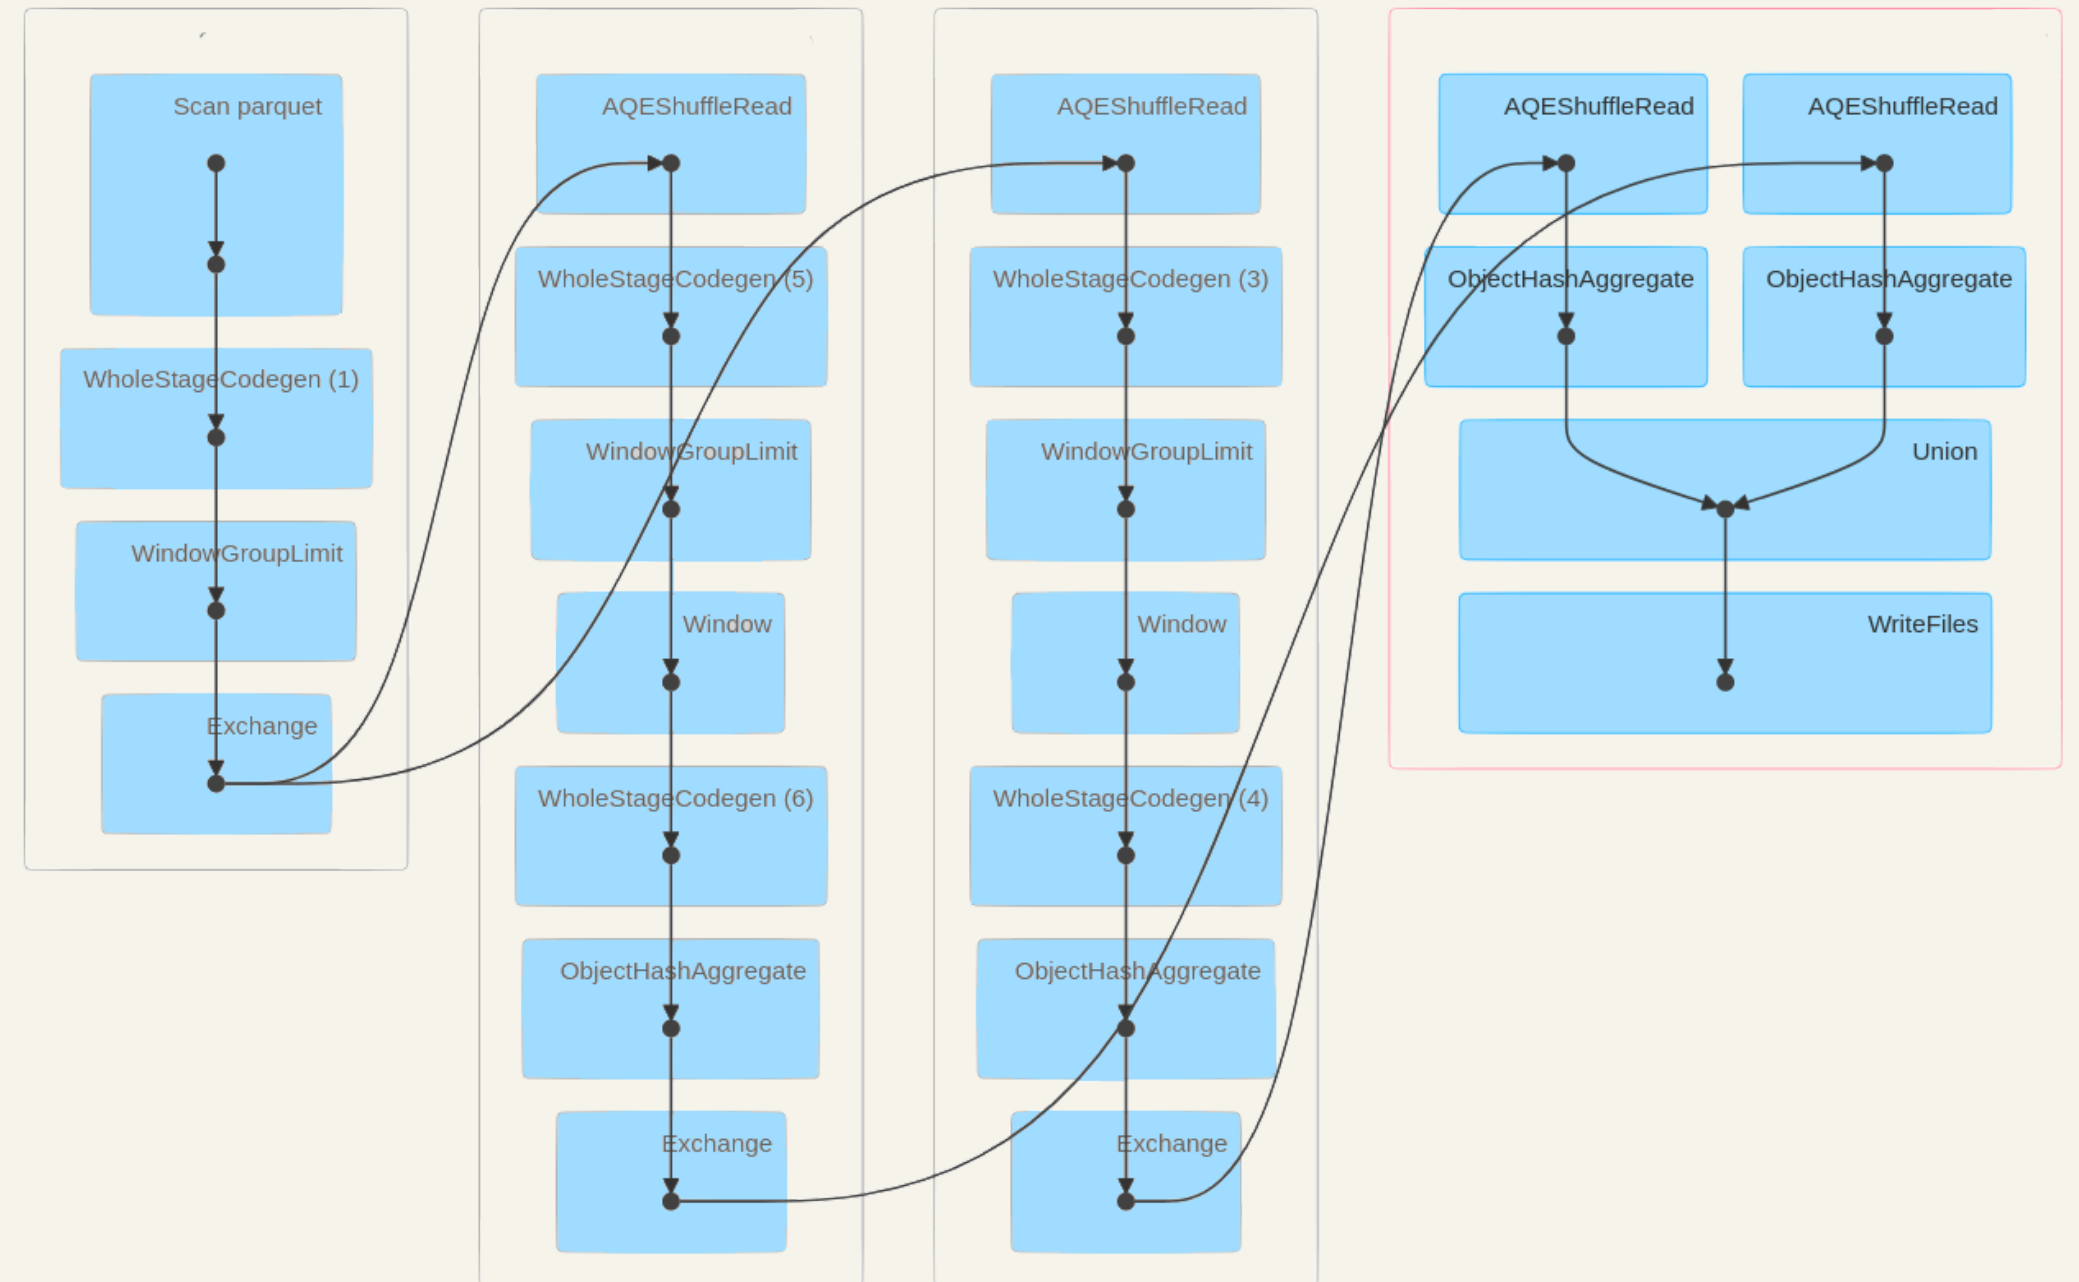 Scan parquet
WholeStageCodegen (1)
WindowGroupLimit
Exchange
AQEShuffleRead
WholeStageCodegen (5)
WindowGroupLimit
Window
WholeStageCodegen (6)
ObjectHashAggregate
Exchange
AQEShuffleRead
WholeStageCodegen (3)
WindowGroupLimit
Window
WholeStageCodegen (4)
ObjectHashAggregate
Exchange
AQEShuffleRead
AQEShuffleRead
ObjectHashAggregate
ObjectHashAggregate
Union
WriteFiles